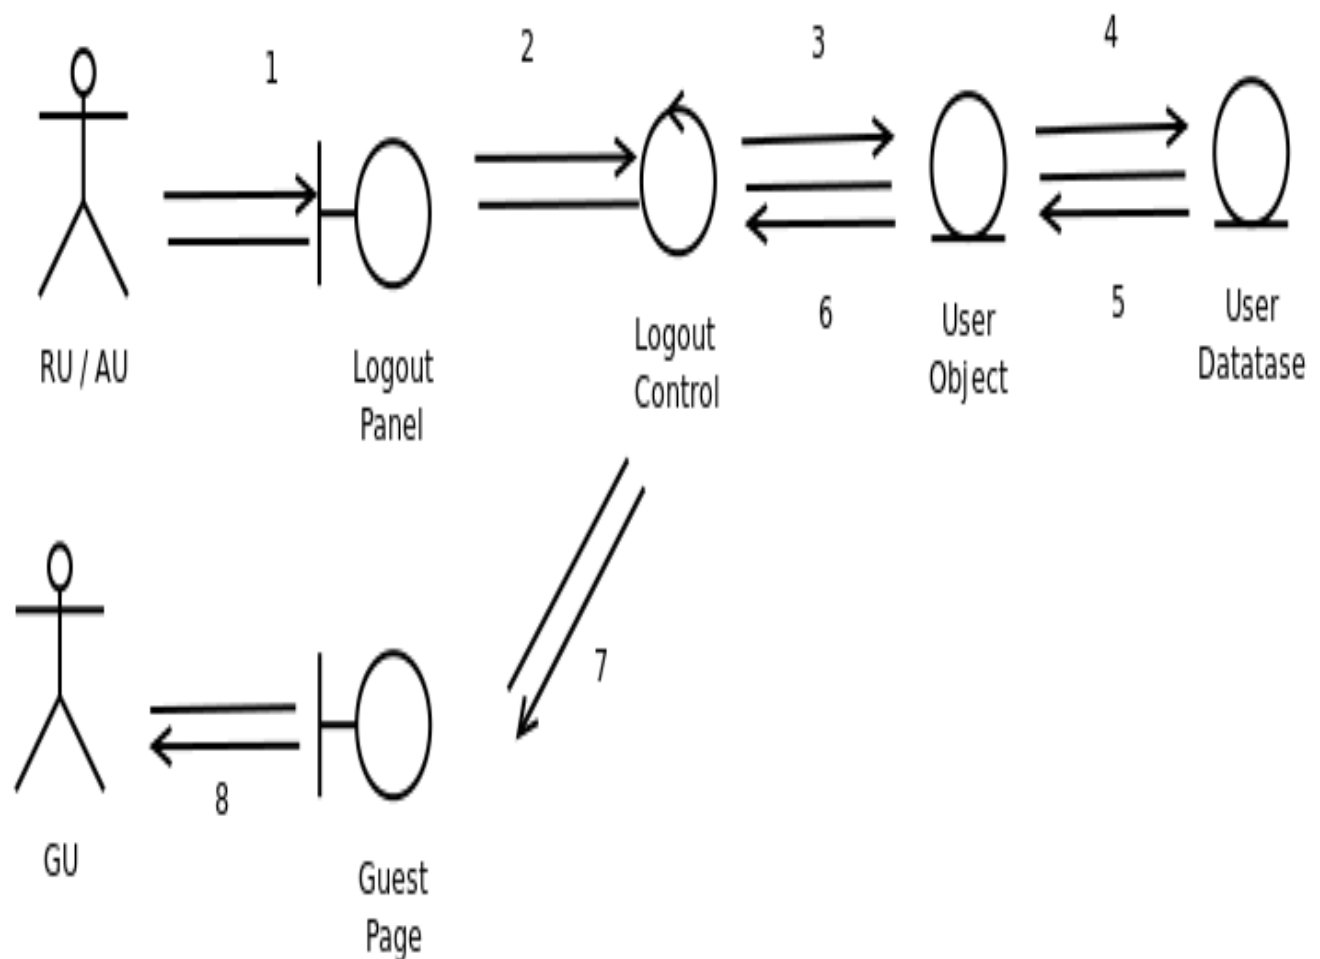 1
2
3
4
RU / AU
Logout
Panel
Logout
Control
6
User
Object
5
User
Datatase
7
8
GU
Guest
Page